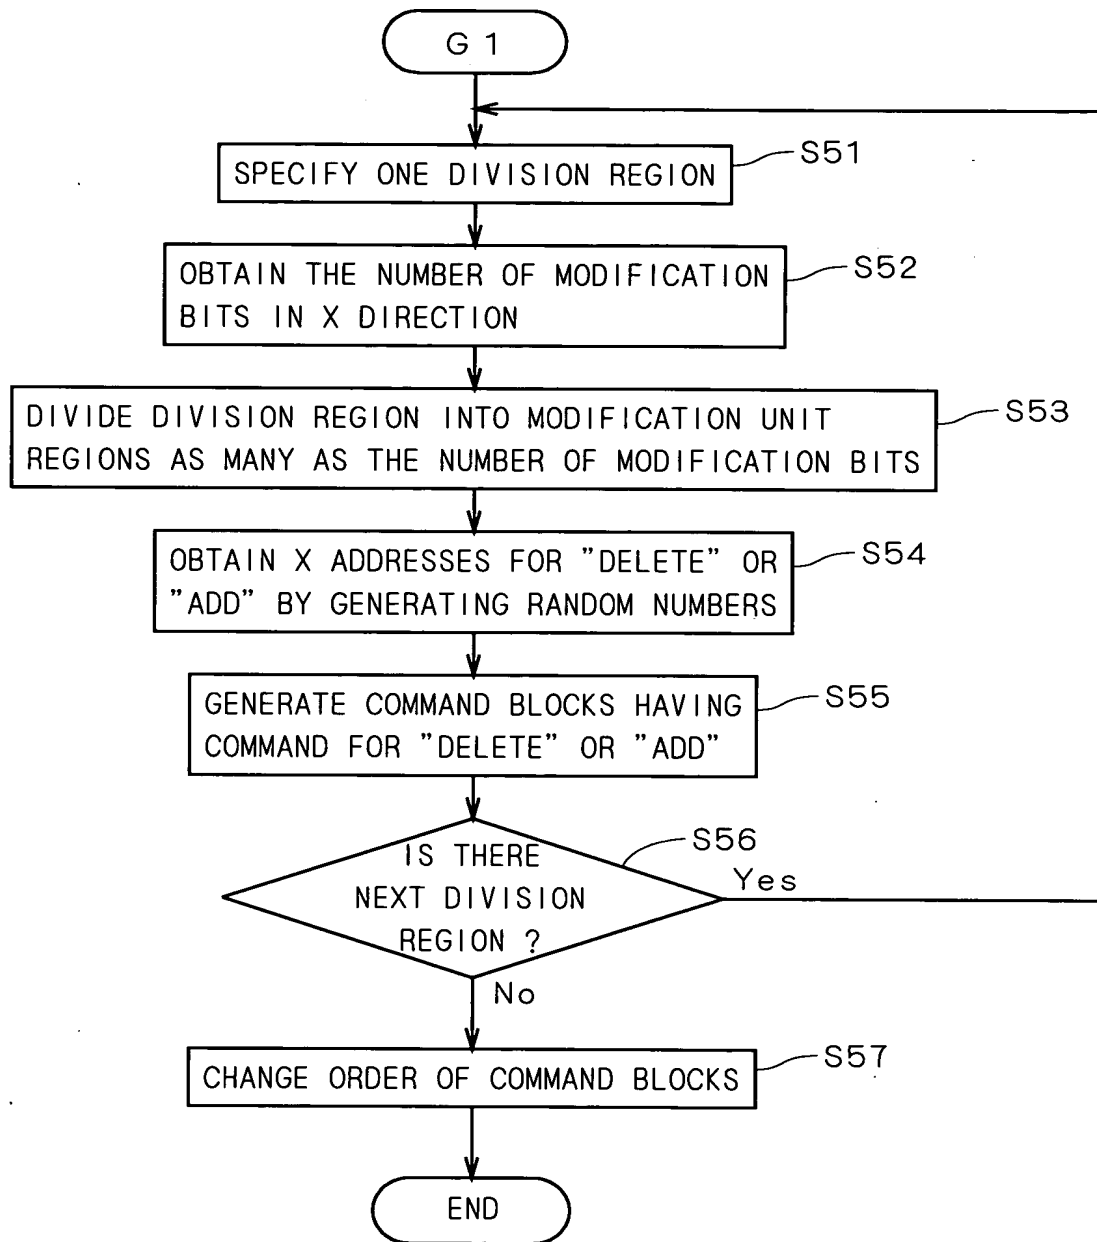 G 1
S51
SPECIFY ONE DIVISION REGION
S52
OBTAIN THE NUMBER OF MODIFICATION
BITS IN X DIRECTION
S53
DIVIDE DIVISION REGION INTO MODIFICATION UNIT
REGIONS AS MANY AS THE NUMBER OF MODIFICATION BITS
S54
OBTAIN X ADDRESSES FOR "DELETE" OR
"ADD" BY GENERATING RANDOM NUMBERS
S55
GENERATE COMMAND BLOCKS HAVING
COMMAND FOR "DELETE" OR "ADD"
S56
IS THERE
NEXT DIVISION
REGION ?
Yes
No
S57
CHANGE ORDER OF COMMAND BLOCKS
END